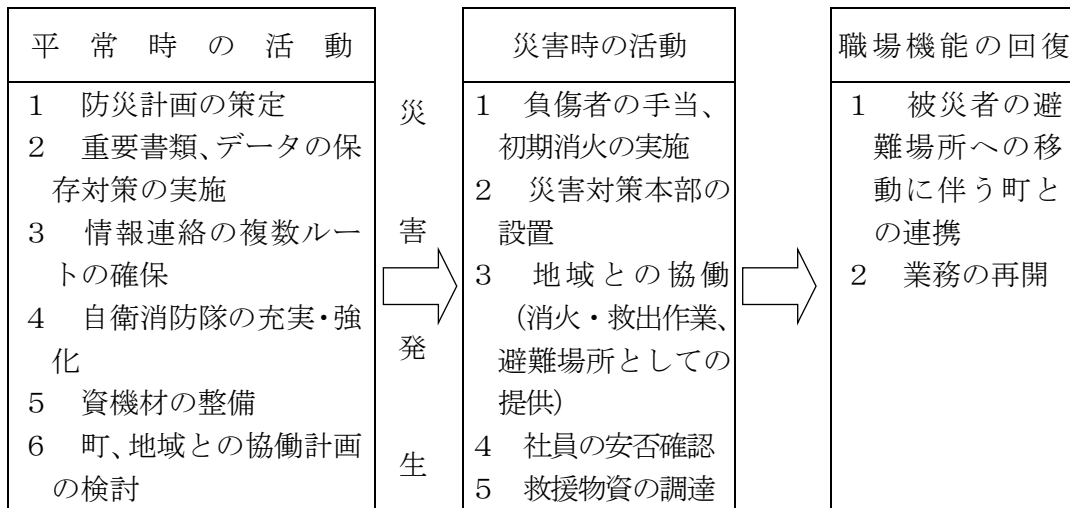 平常時の活動
1 防災計画の策定
2 重要書類、データの保
存対策の実施
3 情報連絡の複数ルー
トの確保
4 自衛消防隊の充実・強
化
5 資機材の整備
6 町、地域との協働計画
の検討
災
害
発
生
災害時の活動
1 負傷者の手当、
初期消火の実施
2 災害対策本部の
設置
3 地域との協働
（消火・救出作業、
避難場所としての
提供）
4 社員の安否確認
5 救援物資の調達
職場機能の回復
1 被災者の避
難場所への移
動に伴う町と
の連携
2 業務の再開